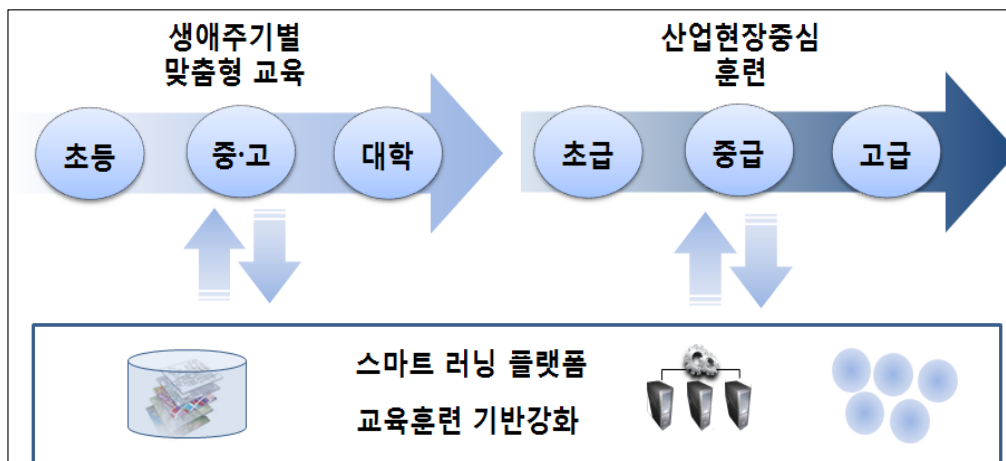 생애주기별
맞춤형 교육
산업현장중심
훈련
초등
중·고
대학
초급
중급
고급
스마트 러닝 플랫폼
교육훈련 기반강화